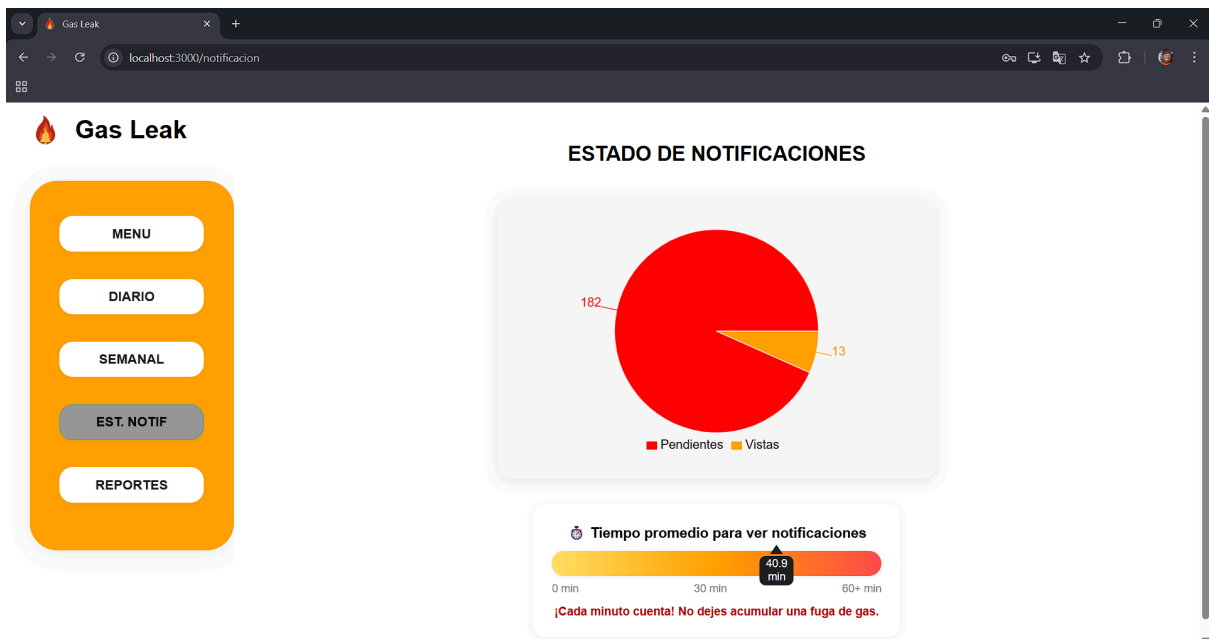 Gas Leak
localhost:3000/notificacion
Gas Leak
MENU
DIARIO
SEMANAL
EST. NOTIF
REPORTES
ESTADO DE NOTIFICACIONES
182
13
Pendientes Vistas
Tiempo promedio para ver notificaciones
40.9
min
0 min 30 min 60+ min
¡Cada minuto cuenta! No dejes acumular una fuga de gas.